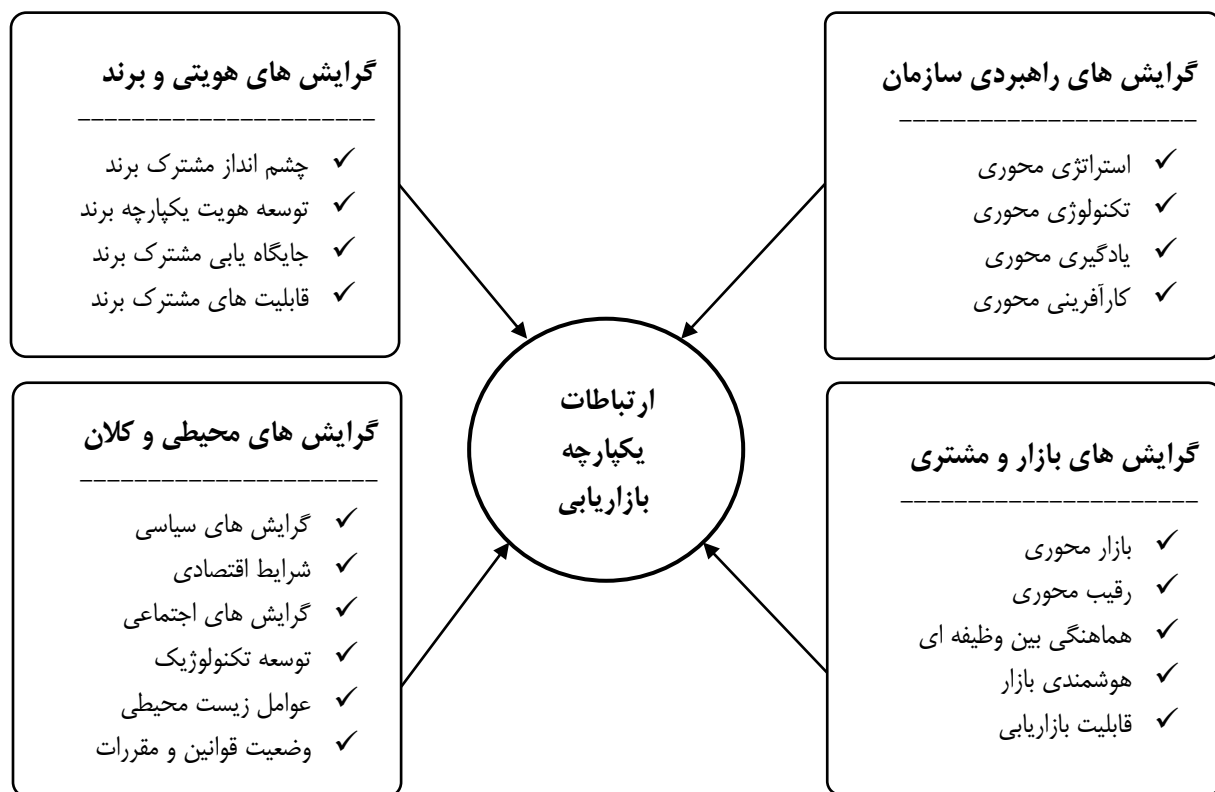 گرایش های راهبردی سازمان
----------------------
✓ استراتژی محوری
✓ تکنولوژی محوری
✓ یادگیری محوری
✓ کارآفرینی محوری
گرایش های هویتی و برند
----------------------
✓ چشم انداز مشترک برند
✓ توسعه هویت یکپارچه برند
✓ جایگاه یابی مشترک برند
✓ قابلیت های مشترک برند
ارتباطات
یکپارچه
بازاریابی
گرایش های بازار و مشتری
----------------------
✓ بازار محوری
✓ رقیب محوری
✓ هماهنگی بین وظیفه ای
✓ هوشمندی بازار
✓ قابلیت بازاریابی
گرایش های محیطی و کلان
----------------------
✓ گرایش های سیاسی
✓ شرایط اقتصادی
✓ گرایش های اجتماعی
✓ توسعه تکنولوژیک
✓ عوامل زیست محیطی
✓ وضعیت قوانین و مقررات